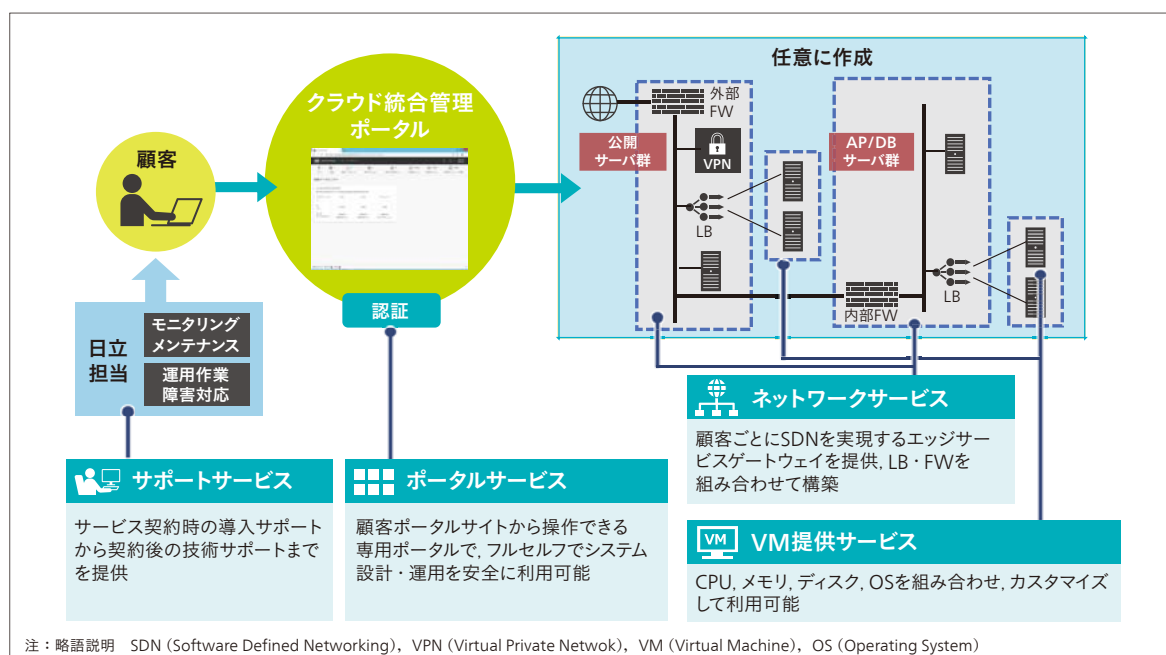 任意に作成
クラウド統合管理
ポータル
外部
FW
公開
サーバ群
VPN
AP/DB
サーバ群
顧客
LB
LB
内部FW
認証
日立
担当
モニタリング
メンテナンス
運用作業
障害対応
ネットワークサービス
顧客ごとにSDNを実現するエッジサー
ビスゲートウェイを提供, LB・FWを
組み合わせて構築
サポートサービス
サービス契約時の導入サポート
から契約後の技術サポートまで
を提供
ポータルサービス
顧客ポータルサイトから操作できる
専用ポータルで, フルセルフでシステム
設計・運用を安全に利用可能
VM
VM提供サービス
CPU, メモリ, ディスク, OSを組み合わせ, カスタマイズ
して利用可能
注：略語説明 SDN（Software Defined Networking），VPN（Virtual Private Netwok），VM（Virtual Machine），OS（Operating System）